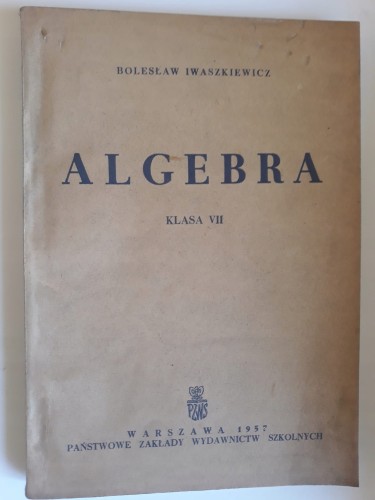 BOLESŁAW IWASZKIEWICZ
ALGEBRA
KLASA VII
PZWS
WARSZAWA 1957
PAŃSTWOWE ZAKŁADY WYDAWNICTW SZKOLNYCH